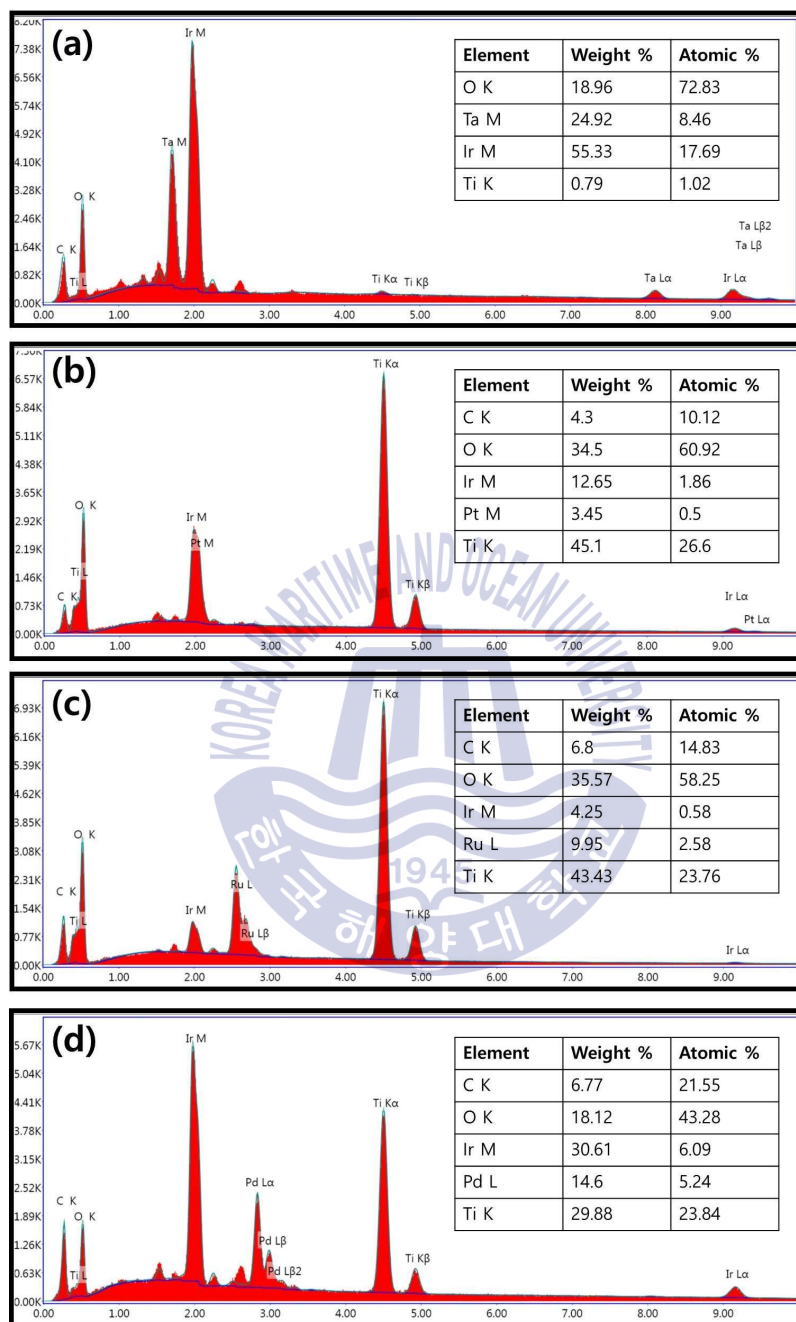 (a)
8.20K
7.38K
6.56K
5.74K
4.92K
4.10K
3.28K
2.46K
1.64K
0.82K
0.00K
Ir M
Ta M
O K
C K
Ti L
Ti Kα
Ti Kβ
Ta Lα
Ir Lα
Ta Lβ2
Ta Lβ
0.00 1.00 2.00 3.00 4.00 5.00 6.00 7.00 8.00 9.00
Element Weight % Atomic %
O K 18.96 72.83
Ta M 24.92 8.46
Ir M 55.33 17.69
Ti K 0.79 1.02
(b)
7.30K
6.57K
5.84K
5.11K
4.38K
3.65K
2.92K
2.19K
1.46K
0.73K
0.00K
Ti Kα
O K
Ir M
Pt M
Ti L
C K
Ti Kβ
Ir Lα
Pt Lα
0.00 1.00 2.00 3.00 4.00 5.00 6.00 7.00 8.00 9.00
Element Weight % Atomic %
C K 4.3 10.12
O K 34.5 60.92
Ir M 12.65 1.86
Pt M 3.45 0.5
Ti K 45.1 26.6
(c)
6.93K
6.16K
5.39K
4.62K
3.85K
3.08K
2.31K
1.54K
0.77K
0.00K
Ti Kα
O K
C K
Ti L
Ir M
Ru L
Ru Lβ
Ti Kβ
Ir Lα
0.00 1.00 2.00 3.00 4.00 5.00 6.00 7.00 8.00 9.00
Element Weight % Atomic %
C K 6.8 14.83
O K 35.57 58.25
Ir M 4.25 0.58
Ru L 9.95 2.58
Ti K 43.43 23.76
(d)
5.67K
5.04K
4.41K
3.78K
3.15K
2.52K
1.89K
1.26K
0.63K
0.00K
Ir M
Ti Kα
Pd Lα
C K
O K
Ti L
Pd Lβ
Pd Lβ2
Ti Kβ
Ir Lα
0.00 1.00 2.00 3.00 4.00 5.00 6.00 7.00 8.00 9.00
Element Weight % Atomic %
C K 6.77 21.55
O K 18.12 43.28
Ir M 30.61 6.09
Pd L 14.6 5.24
Ti K 29.88 23.84
KOREA MARITIME AND OCEAN UNIVERSITY
1945
한국해양대학교